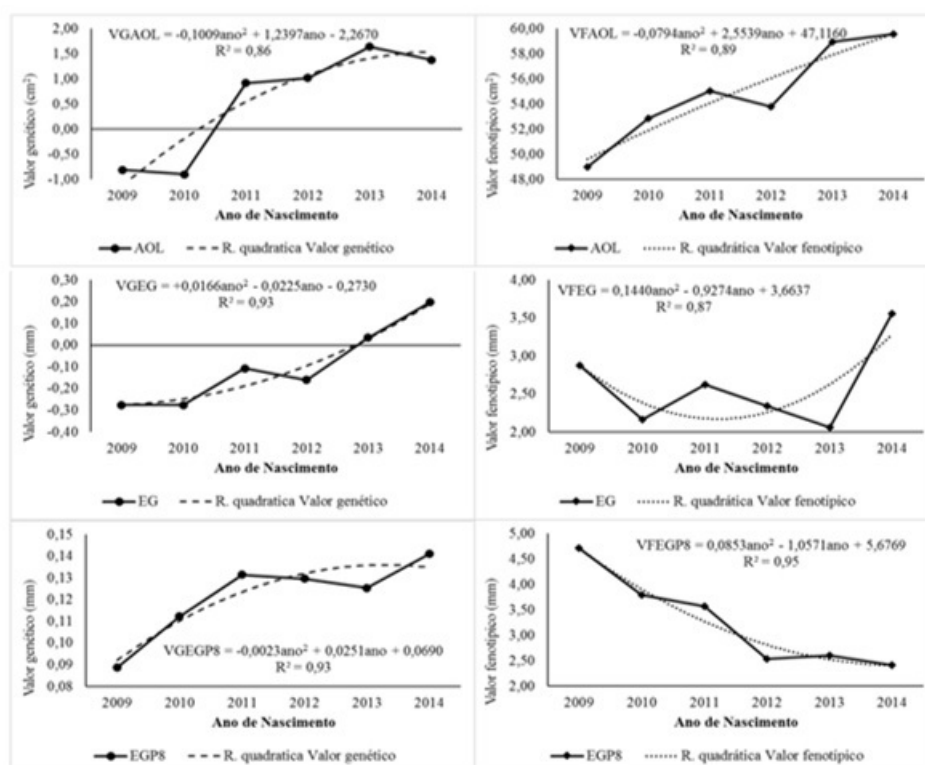 VGAOL = -0,1009ano² + 1,2397ano - 2,2670
R² = 0,86
Valor genético (cm²)
2,00
1,50
1,00
0,50
0,00
-0,50
-1,00
2009 2010 2011 2012 2013 2014
Ano de Nascimento
AOL R. quadratica Valor genético
VFAOL = -0,0794ano² + 2,5539ano + 47,1160
R² = 0,89
Valor fenotípico (cm²)
60,00
58,00
56,00
54,00
52,00
50,00
48,00
2009 2010 2011 2012 2013 2014
Ano de Nascimento
AOL R. quadrática Valor fenotípico
VGEG = +0,0166ano² - 0,0225ano - 0,2730
R² = 0,93
Valor genético (mm)
0,30
0,20
0,10
0,00
-0,10
-0,20
-0,30
-0,40
2009 2010 2011 2012 2013 2014
Ano de Nascimento
EG R. quadratica Valor genético
VFEG = 0,1440ano² - 0,9274ano + 3,6637
R² = 0,87
Valor fenotípico (mm)
4,00
3,50
3,00
2,50
2,00
2009 2010 2011 2012 2013 2014
Ano de Nascimento
EG R. quadrática Valor fenotípico
VGEGP8 = -0,0023ano² + 0,0251ano + 0,0690
R² = 0,93
Valor genético (mm)
0,15
0,14
0,13
0,12
0,11
0,10
0,09
0,08
2009 2010 2011 2012 2013 2014
Ano de Nascimento
EGP8 R. quadratica Valor genético
VFEGP8 = 0,0853ano² - 1,0571ano + 5,6769
R² = 0,95
Valor fenotípico (mm)
5,00
4,50
4,00
3,50
3,00
2,50
2,00
2009 2010 2011 2012 2013 2014
Ano de Nascimento
EGP8 R. quadrática Valor fenotípico